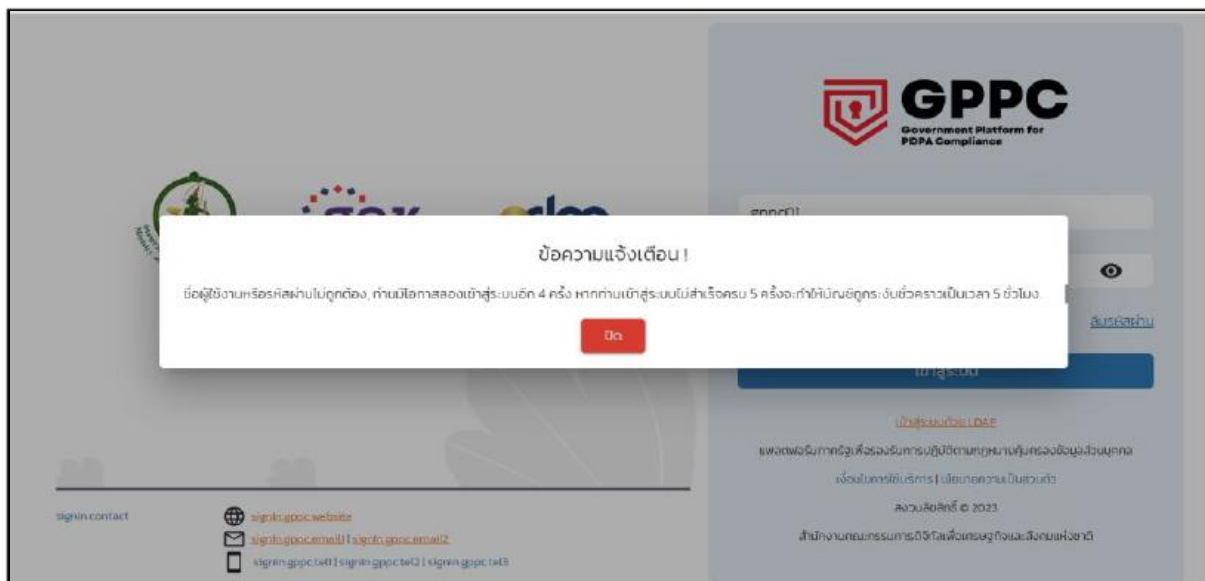 GPPC
Government Platform for
PDPA Compliance
gppc01
ข้อความแจ้งเตือน !
ชื่อผู้ใช้งานหรือรหัสผ่านไม่ถูกต้อง, ท่านมีโอกาสลองเข้าสู่ระบบอีก 4 ครั้ง หากท่านเข้าสู่ระบบไม่สำเร็จครบ 5 ครั้งจะทำให้บัญชีถูกระงับชั่วคราวเป็นเวลา 5 ชั่วโมง
ปิด
ลืมรหัสผ่าน
เข้าสู่ระบบ
เข้าสู่ระบบด้วย LDAP
แพลตฟอร์มภาครัฐเพื่อรองรับการปฏิบัติตามกฎหมายคุ้มครองข้อมูลส่วนบุคคล
เงื่อนไขการใช้บริการ | นโยบายความเป็นส่วนตัว
สงวนลิขสิทธิ์ © 2023
สำนักงานคณะกรรมการดิจิทัลเพื่อเศรษฐกิจและสังคมแห่งชาติ
signin.contact
signin.gppc.website
signin.gppc.email1 | signin.gppc.email2
signin.gppc.tel1 | signin.gppc.tel2 | signin.gppc.tel3